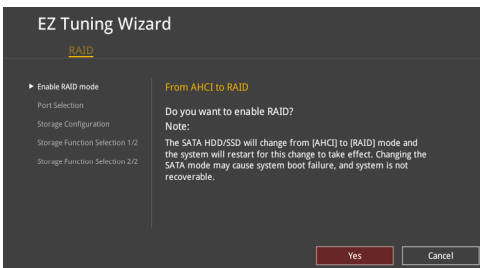 EZ Tuning Wizard
RAID
Enable RAID mode
Port Selection
Storage Configuration
Storage Function Selection 1/2
Storage Function Selection 2/2
From AHCI to RAID
Do you want to enable RAID?
Note:
The SATA HDD/SSD will change from [AHCI] to [RAID] mode and
the system will restart for this change to take effect. Changing the
SATA mode may cause system boot failure, and system is not
recoverable.
Yes
Cancel